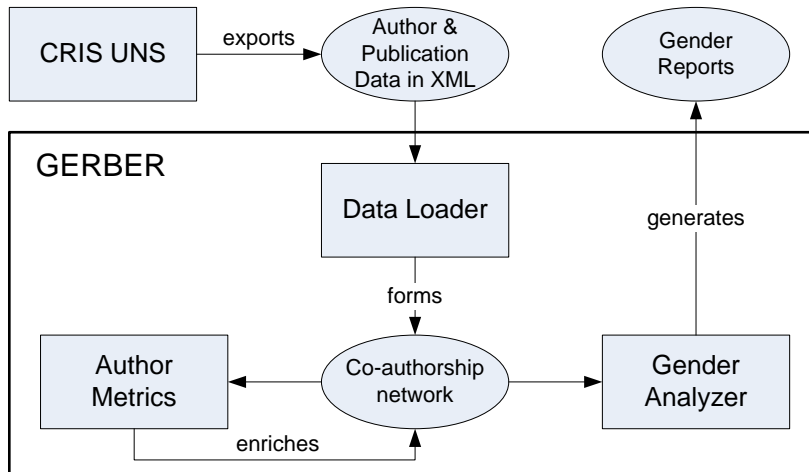 CRIS UNS
exports
Author &
Publication
Data in XML
Gender
Reports
GERBER
Data Loader
generates
forms
Author
Metrics
Co-authorship
network
Gender
Analyzer
enriches